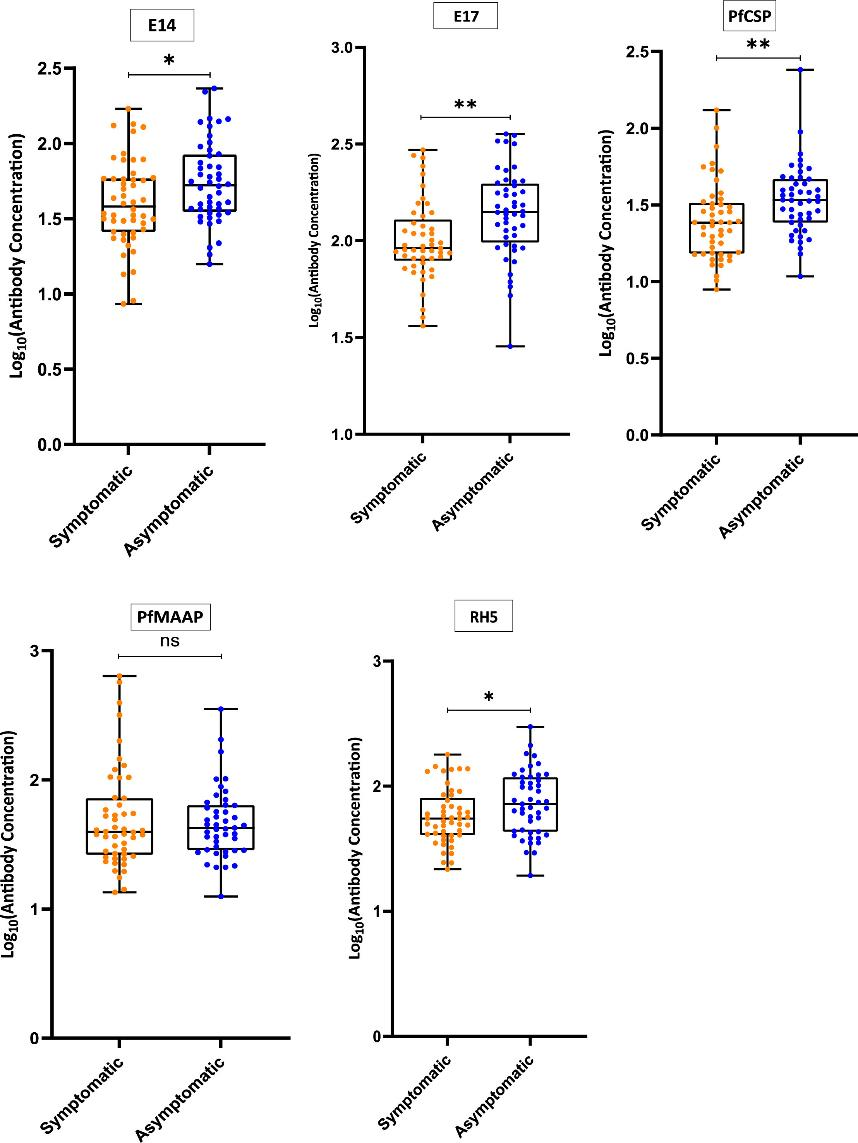 E14
*
Log10(Antibody Concentration)
2.5
2.0
1.5
1.0
0.5
0.0
Symptomatic
Asymptomatic
E17
**
Log10(Antibody Concentration)
3.0
2.5
2.0
1.5
1.0
Symptomatic
Asymptomatic
PfCSP
**
Log10(Antibody Concentration)
2.5
2.0
1.5
1.0
0.5
0.0
Symptomatic
Asymptomatic
PfMAAP
ns
Log10(Antibody Concentration)
3
2
1
0
Symptomatic
Asymptomatic
RH5
*
Log10(Antibody Concentration)
3
2
1
0
Symptomatic
Asymptomatic